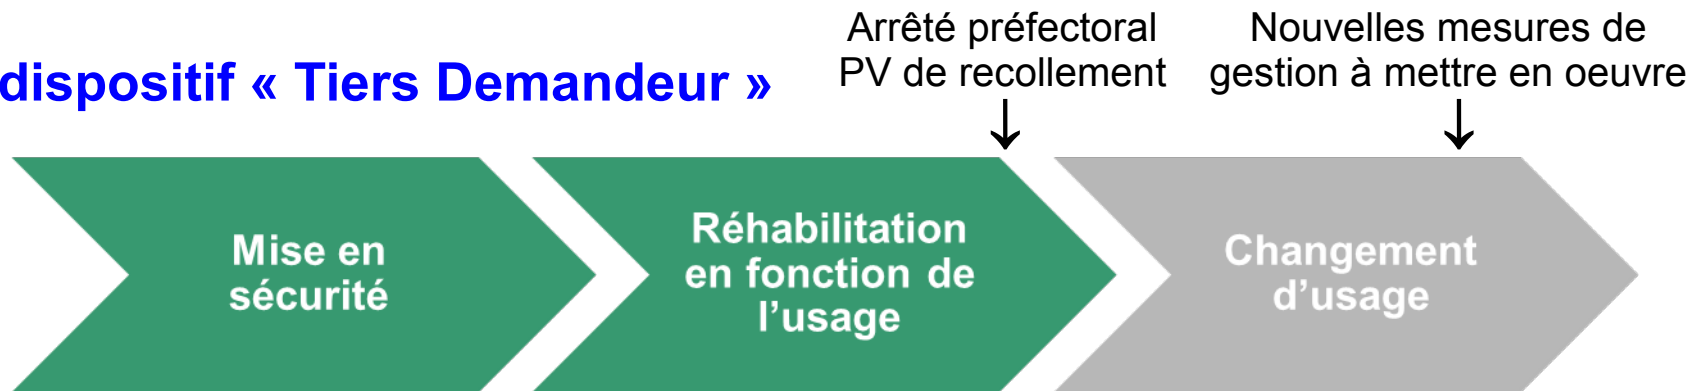 dispositif « Tiers Demandeur »
Arrêté préfectoral
PV de recollement
Nouvelles mesures de
gestion à mettre en oeuvre
Mise en
sécurité
Réhabilitation
en fonction de
l'usage
Changement
d'usage